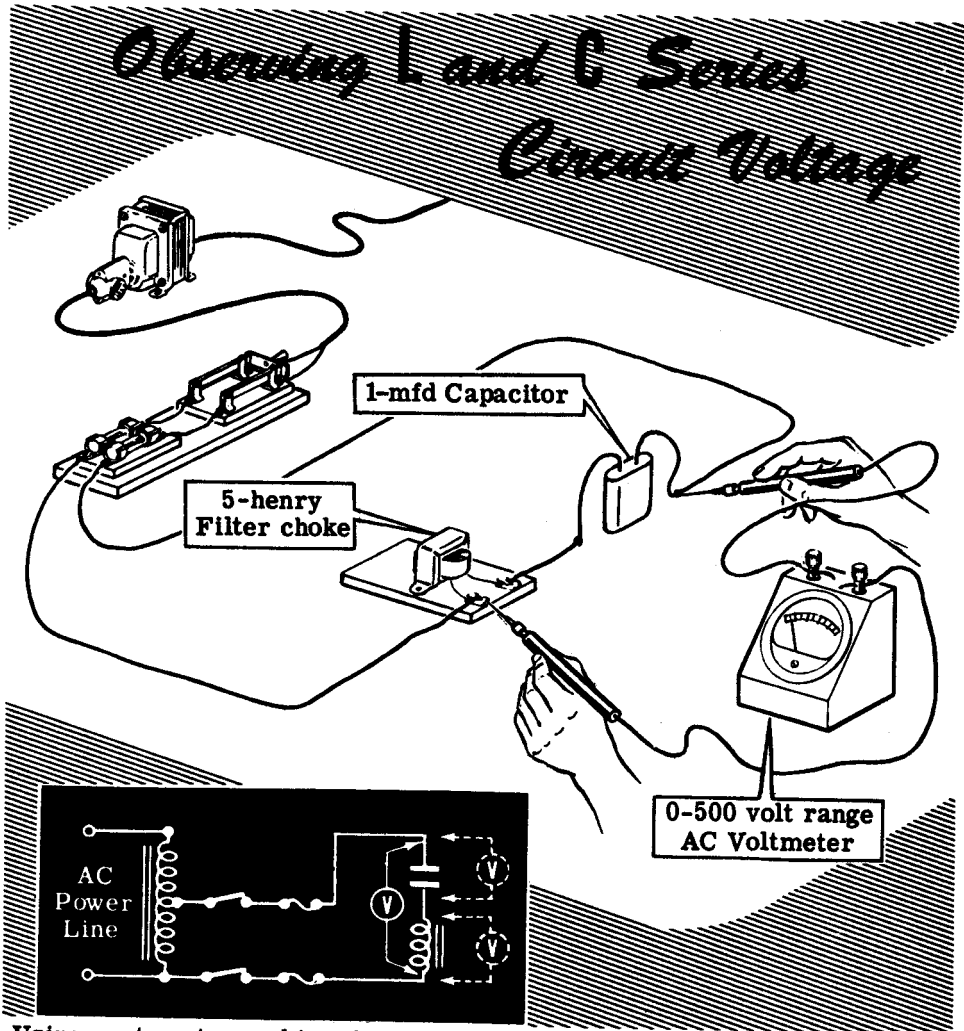 Observing L and C Series
Circuit Voltage
1-mfd Capacitor
5-henry
Filter choke
0-500 volt range
AC Voltmeter
AC
Power
Line
V
V
V